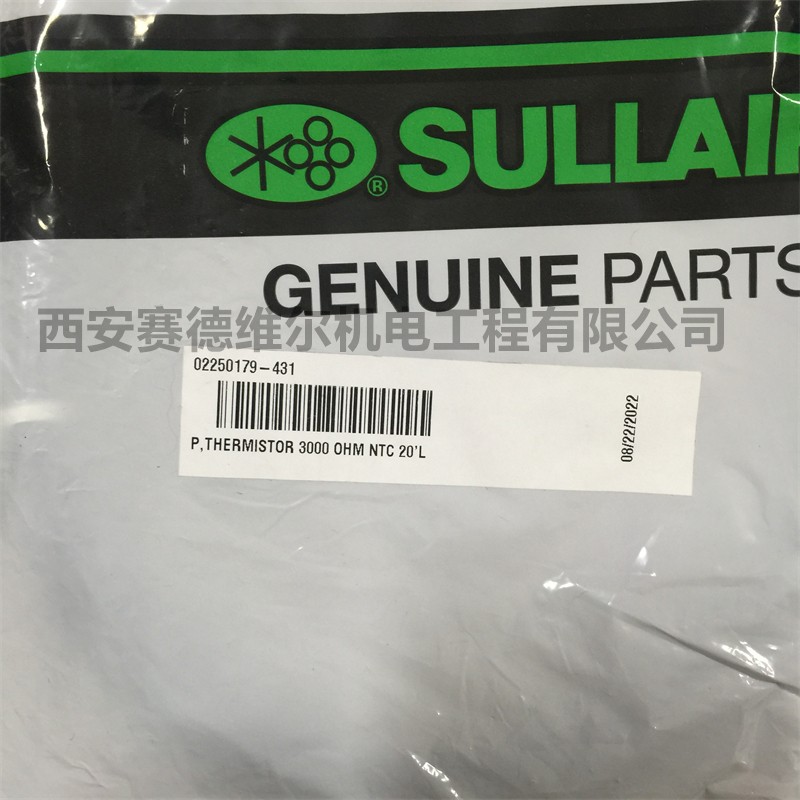 ® SULLAIR
GENUINE PARTS
西安赛德维尔机电工程有限公司
02250179-431
P,THERMISTOR 3000 OHM NTC 20'L
08/22/2022